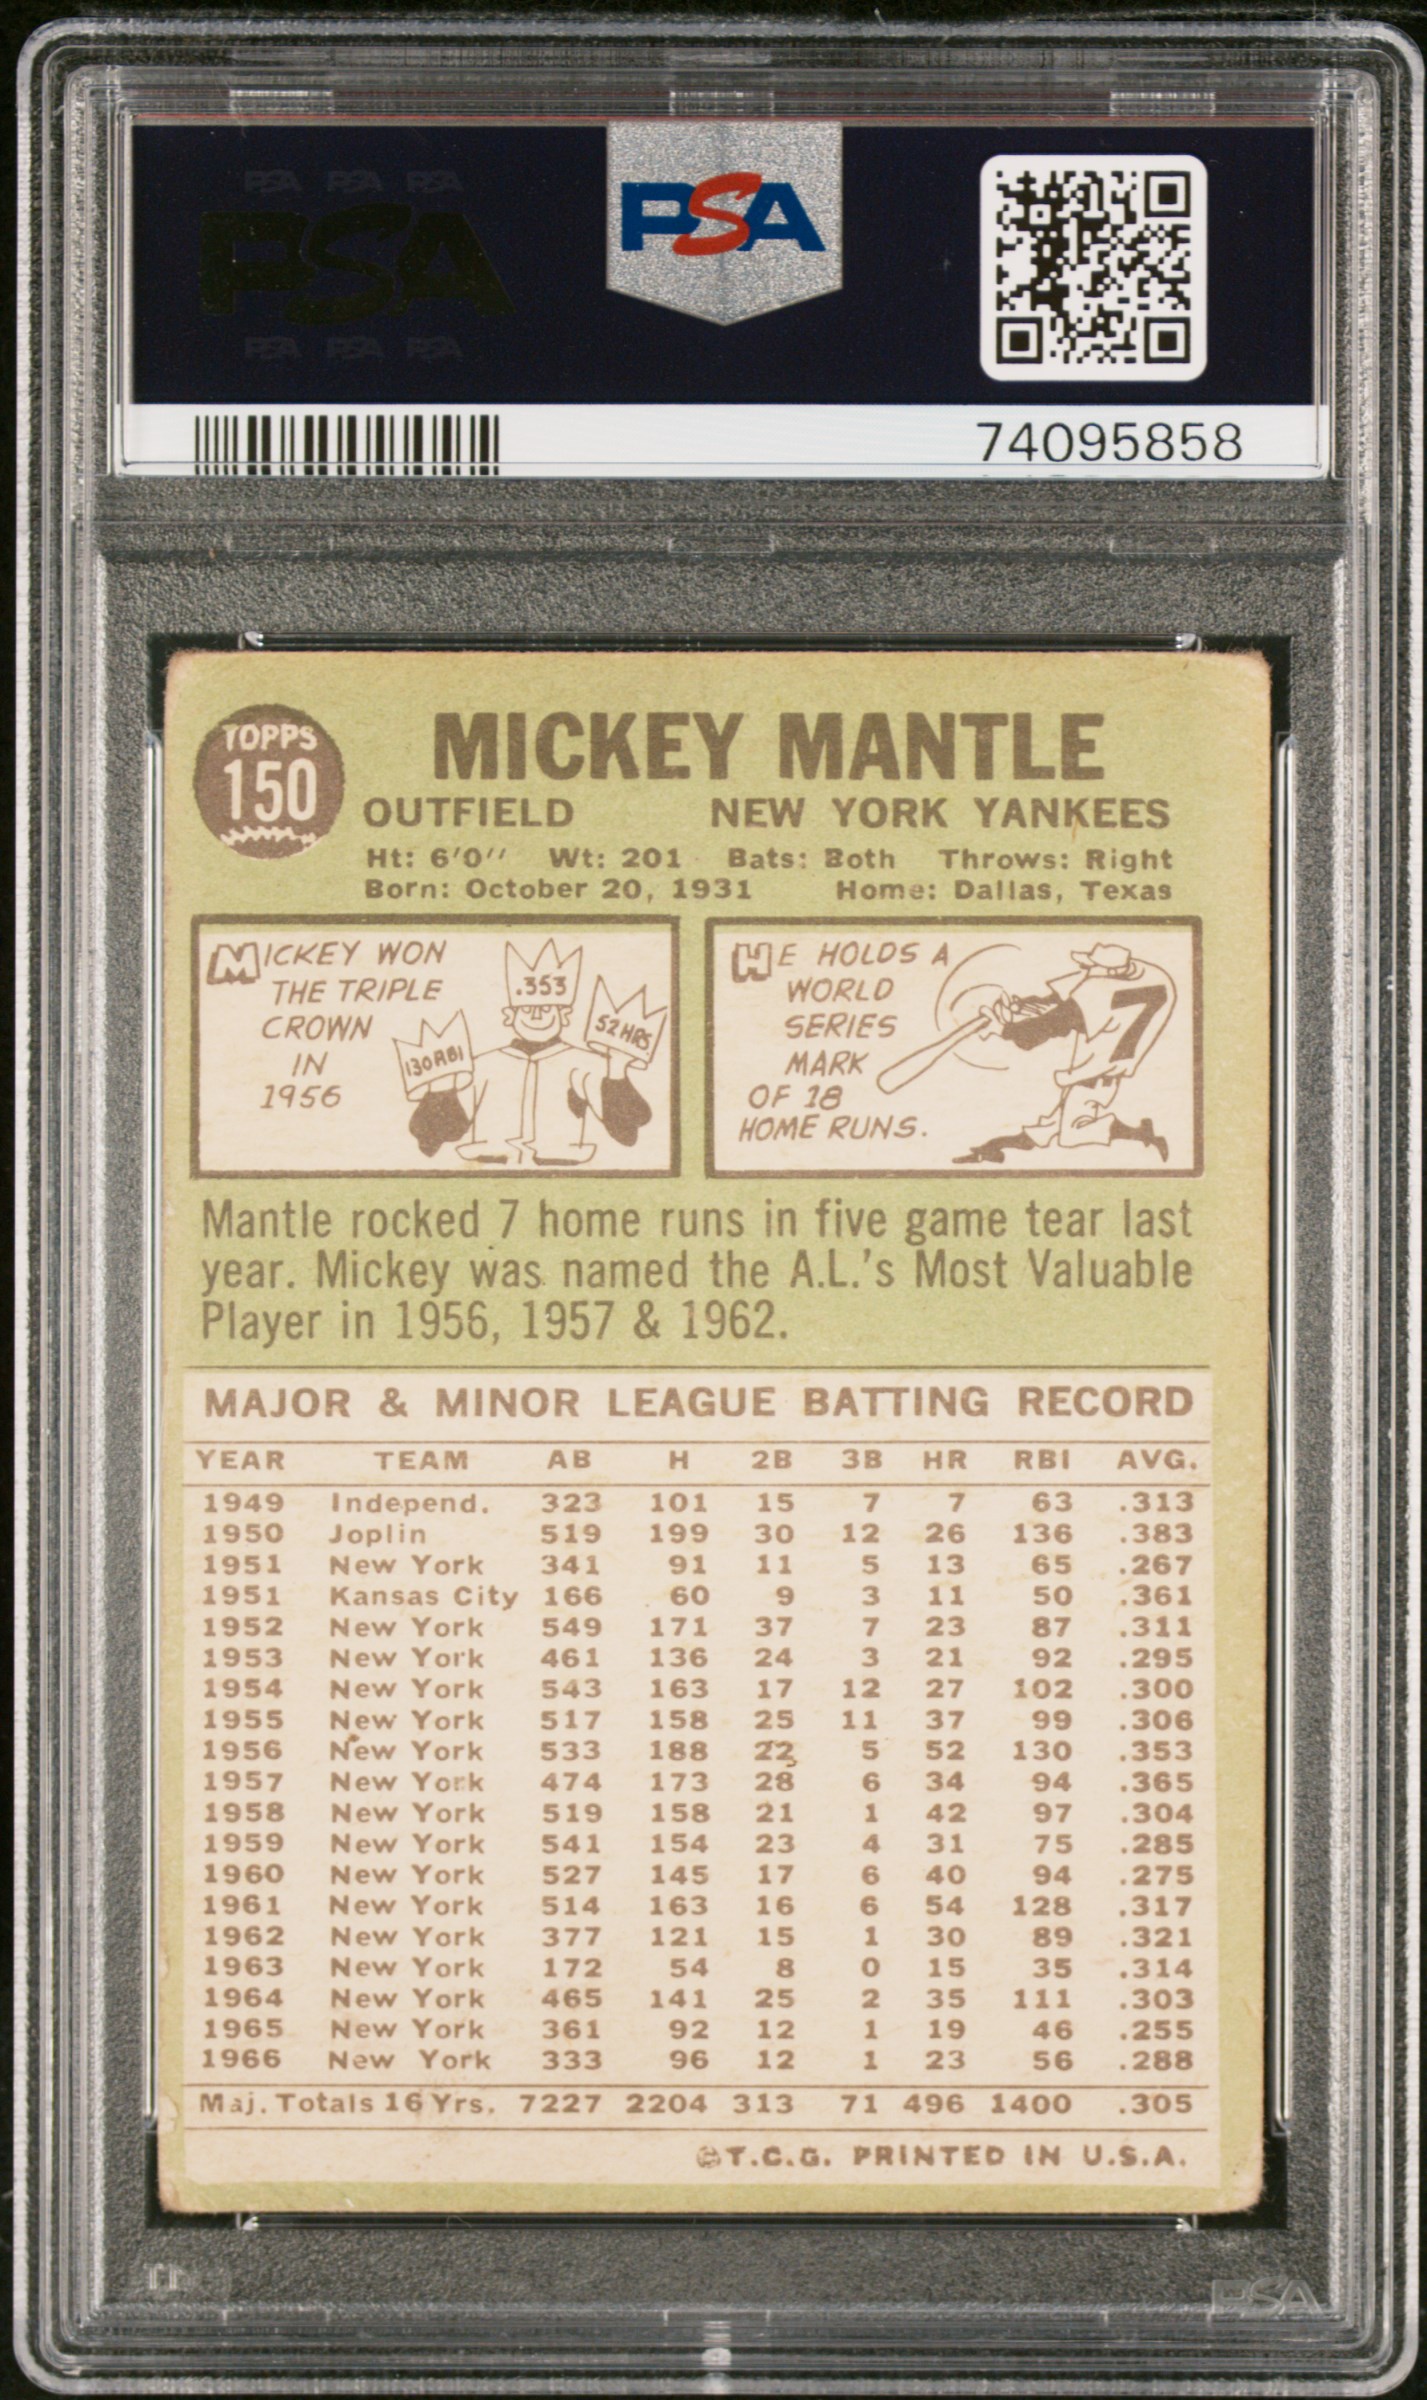 PSA PSA PSA
PSA
PSA PSA PSA
PSA
74095858
TOPPS
150
MICKEY MANTLE
OUTFIELD NEW YORK YANKEES
Ht: 6'0'' Wt: 201 Bats: Both Throws: Right
Born: October 20, 1931 Home: Dallas, Texas
MICKEY WON
THE TRIPLE
CROWN
IN
1956
.353
130 RBI
52 HRS
HE HOLDS A
WORLD
SERIES
MARK
OF 18
HOME RUNS.
7
Mantle rocked 7 home runs in five game tear last
year. Mickey was named the A.L.'s Most Valuable
Player in 1956, 1957 & 1962.
MAJOR & MINOR LEAGUE BATTING RECORD
YEAR TEAM AB H 2B 3B HR RBI AVG.
1949 Independ. 323 101 15 7 7 63 .313
1950 Joplin 519 199 30 12 26 136 .383
1951 New York 341 91 11 5 13 65 .267
1951 Kansas City 166 60 9 3 11 50 .361
1952 New York 549 171 37 7 23 87 .311
1953 New York 461 136 24 3 21 92 .295
1954 New York 543 163 17 12 27 102 .300
1955 New York 517 158 25 11 37 99 .306
1956 New York 533 188 22 5 52 130 .353
1957 New York 474 173 28 6 34 94 .365
1958 New York 519 158 21 1 42 97 .304
1959 New York 541 154 23 4 31 75 .285
1960 New York 527 145 17 6 40 94 .275
1961 New York 514 163 16 6 54 128 .317
1962 New York 377 121 15 1 30 89 .321
1963 New York 172 54 8 0 15 35 .314
1964 New York 465 141 25 2 35 111 .303
1965 New York 361 92 12 1 19 46 .255
1966 New York 333 96 12 1 23 56 .288
Maj. Totals 16 Yrs. 7227 2204 313 71 496 1400 .305
©T.C.G. PRINTED IN U.S.A.
PSA